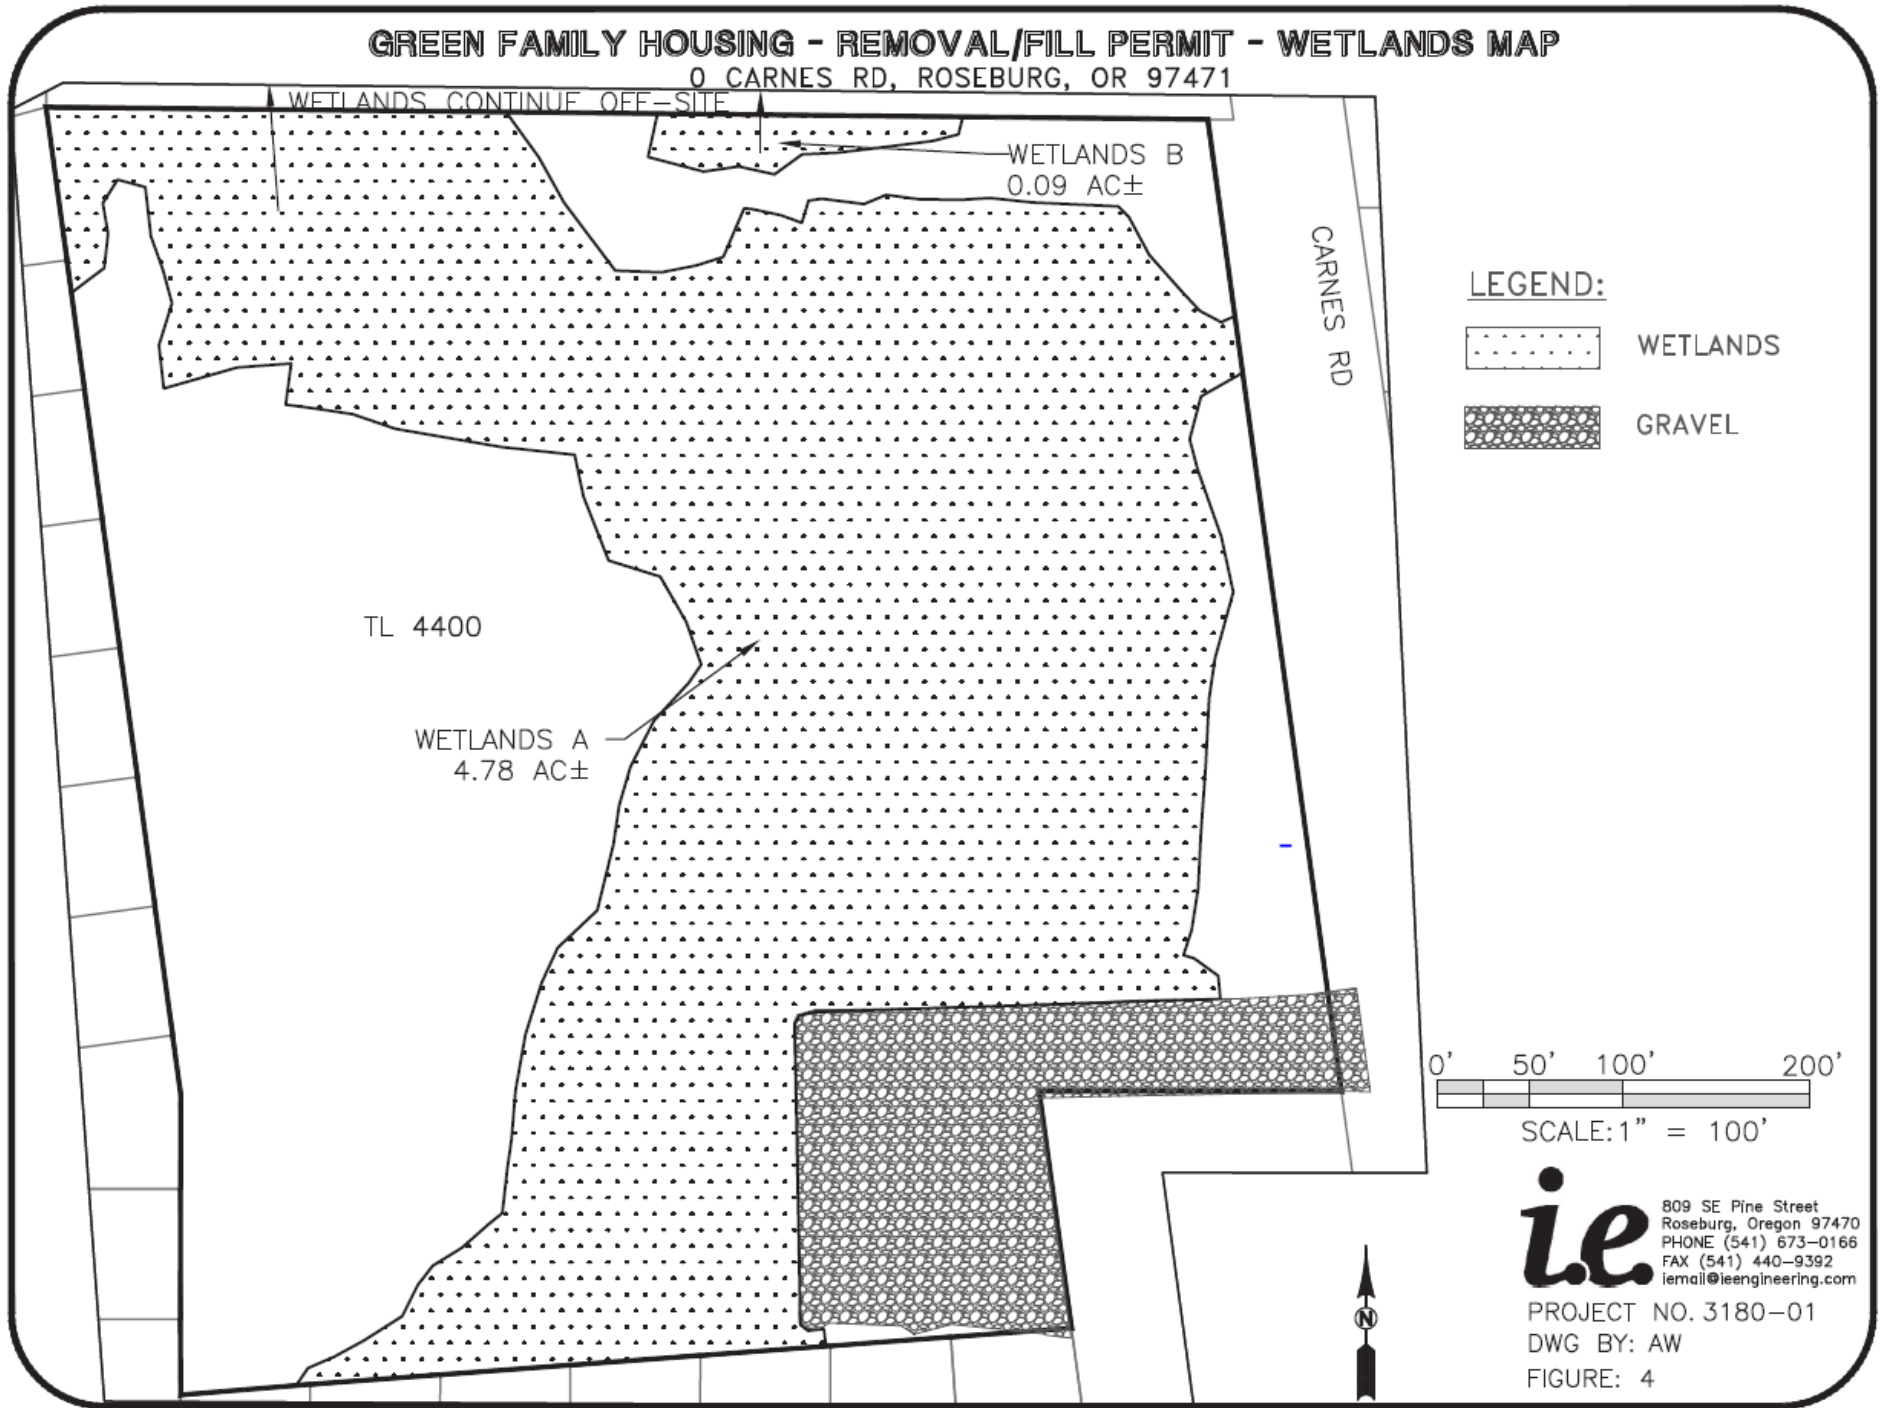 GREEN FAMILY HOUSING - REMOVAL/FILL PERMIT - WETLANDS MAP
0 CARNES RD, ROSEBURG, OR 97471
WETLANDS CONTINUE OFF-SITE
WETLANDS B
0.09 AC±
CARNES RD
LEGEND:
WETLANDS
GRAVEL
TL 4400
WETLANDS A
4.78 AC±
0' 50' 100' 200'
SCALE: 1" = 100'
i.e.
809 SE Pine Street
Roseburg, Oregon 97470
PHONE (541) 673-0166
FAX (541) 440-9392
iemail@ieengineering.com
N
PROJECT NO. 3180-01
DWG BY: AW
FIGURE: 4